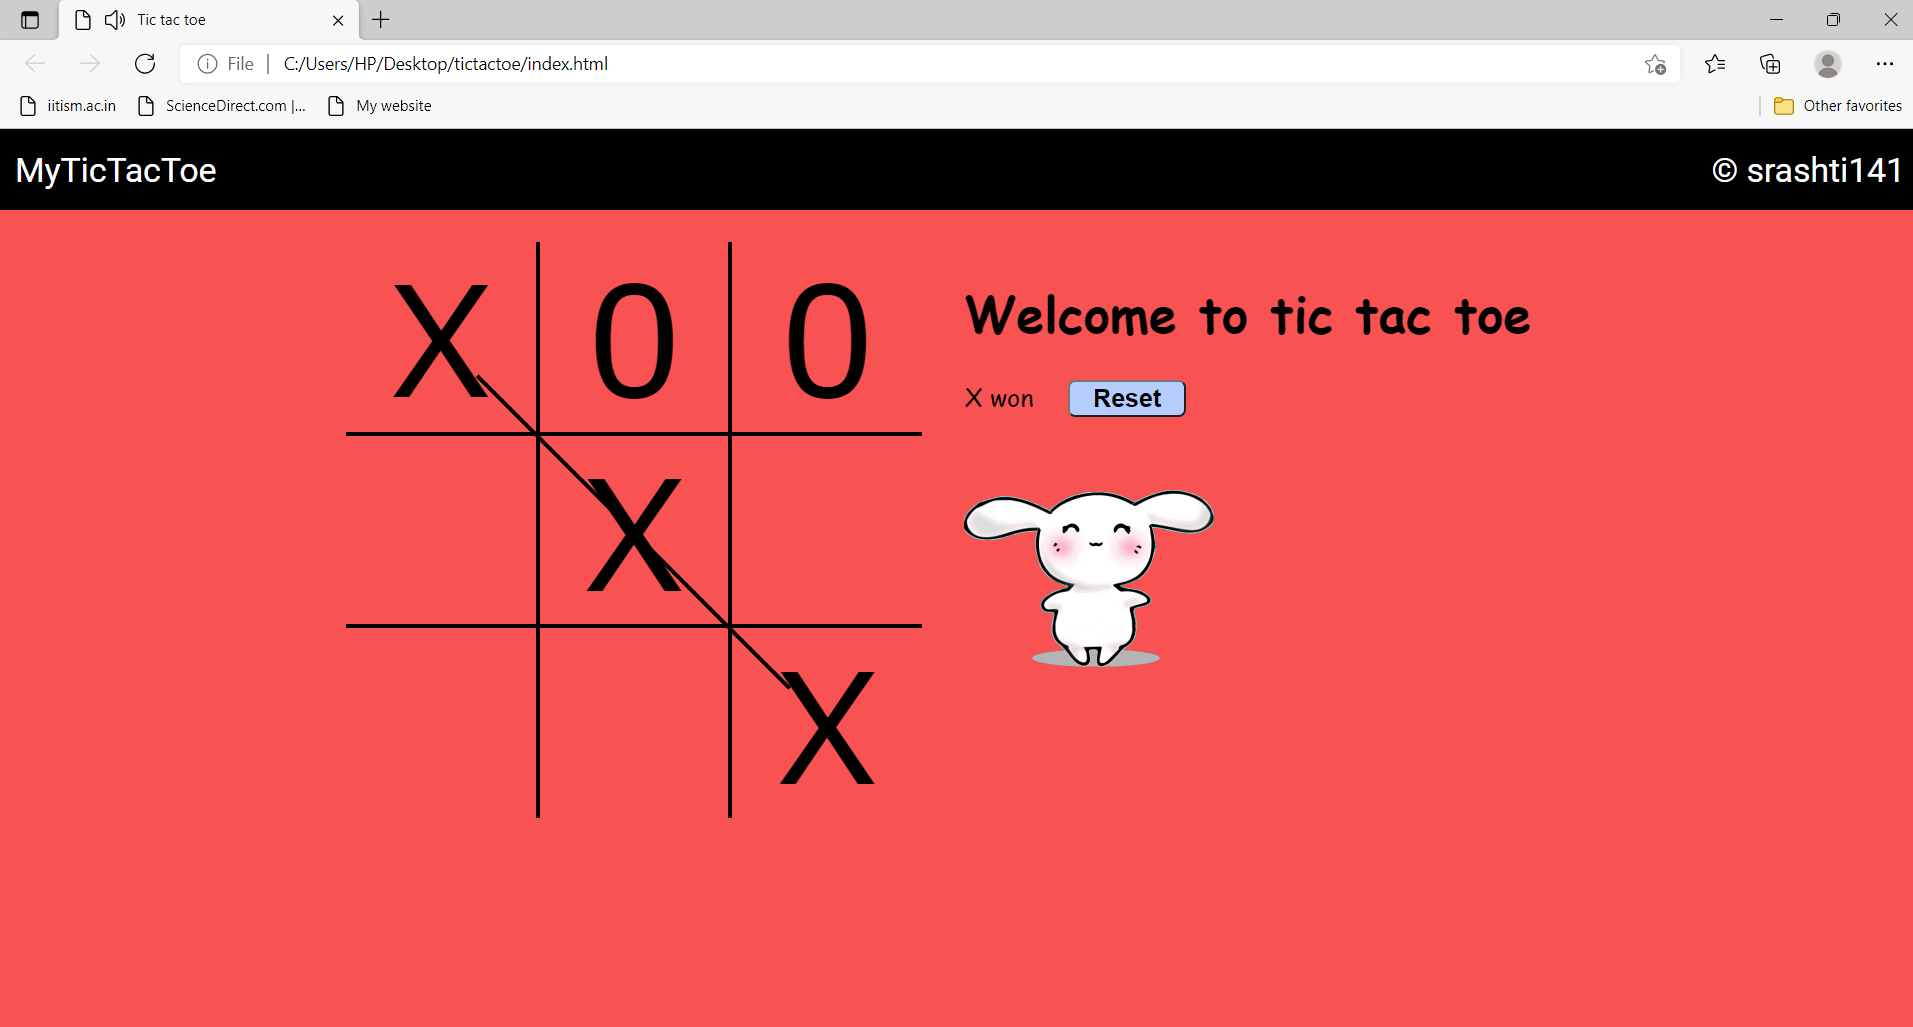 Tic tac toe
File | C:/Users/HP/Desktop/tictactoe/index.html
iitism.ac.in ScienceDirect.com |... My website Other favorites
MyTicTacToe © srashti141
X 0 0
Welcome to tic tac toe
X won Reset
X
X